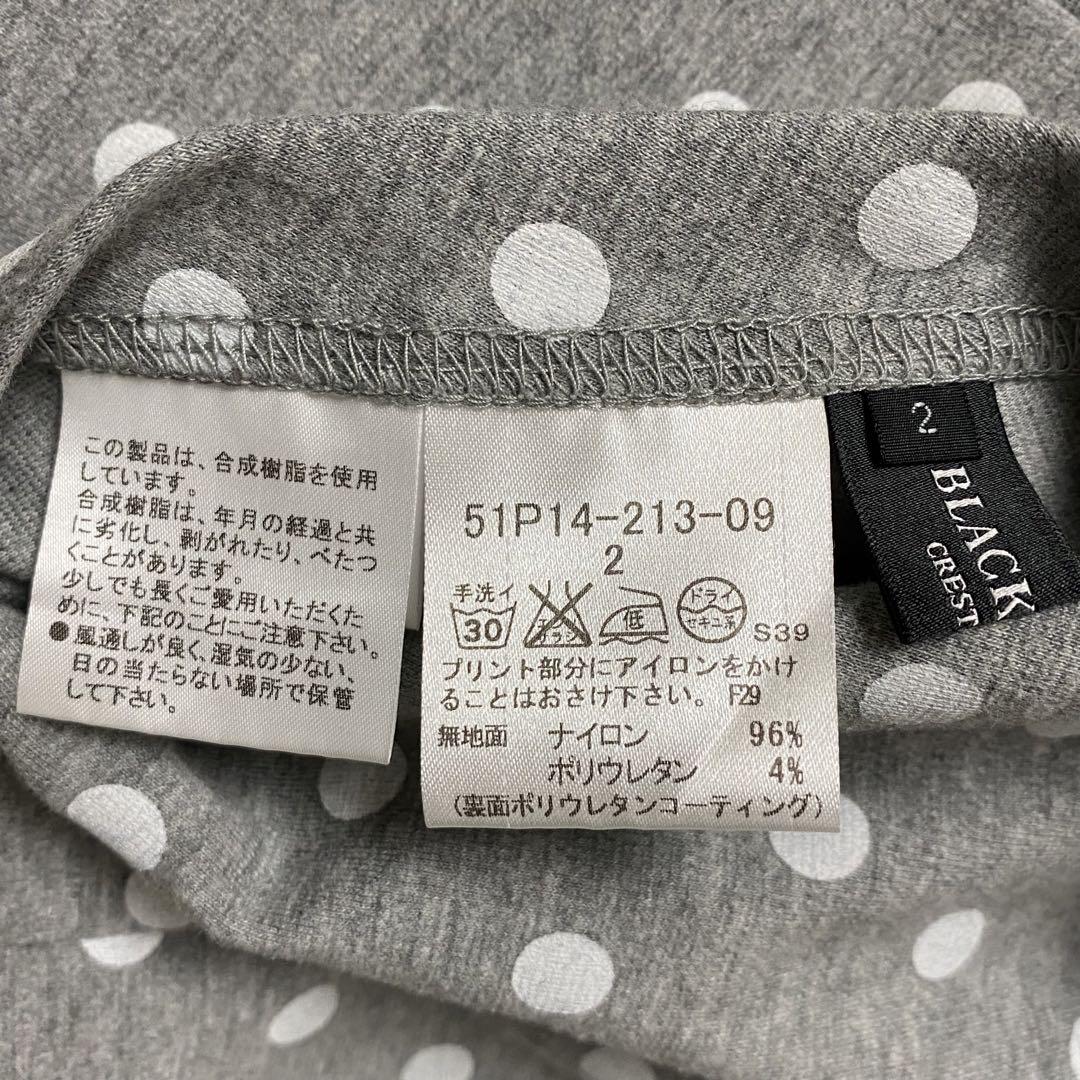 この製品は、合成樹脂を使用
しています。
合成樹脂は、年月の経過と共
に劣化し、剥がれたり、べたつ
くことがあります。
少しでも長くご愛用いただくた
めに、下記のことにご注意下さい。
●風通しが良く、湿気の少ない、
日の当たらない場所で保管
して下さい。
51P14-213-09
2
手洗イ
30
エンソ
サラシ
低
ドライ
セキユ系
S39
プリント部分にアイロンをかけ
ることはおさけ下さい。 F29
無地面 ナイロン 96%
ポリウレタン 4%
(裏面ポリウレタンコーティング)
2
BLACK
CREST